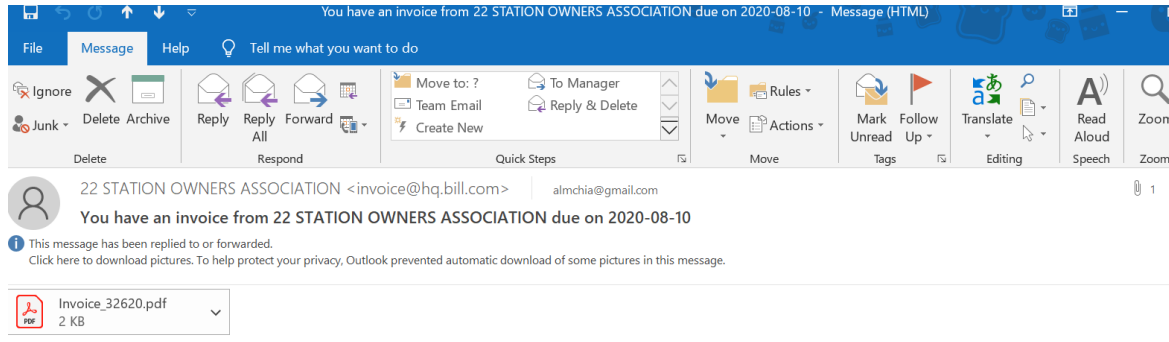 You have an invoice from 22 STATION OWNERS ASSOCIATION due on 2020-08-10 - Message (HTML)
File Message Help Tell me what you want to do
Ignore
Junk
Delete Archive
Delete
Reply Reply All Forward
Respond
Move to: ? To Manager
Team Email Reply & Delete
Create New
Quick Steps
Move Rules
Actions
Move
Mark Unread Follow Up
Tags
あ
a
Translate
Editing
A
Read Aloud
Speech
Zoom
Zoom
22 STATION OWNERS ASSOCIATION <invoice@hq.bill.com> almchia@gmail.com 1
You have an invoice from 22 STATION OWNERS ASSOCIATION due on 2020-08-10
i This message has been replied to or forwarded.
Click here to download pictures. To help protect your privacy, Outlook prevented automatic download of some pictures in this message.
Invoice_32620.pdf
PDF 2 KB